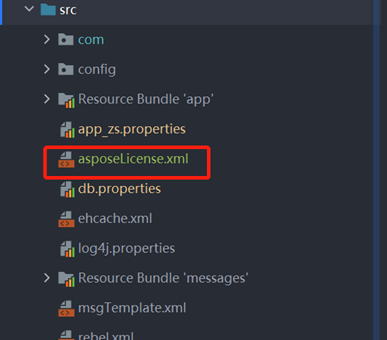 src
com
config
Resource Bundle 'app'
app_zs.properties
asposeLicense.xml
db.properties
ehcache.xml
log4j.properties
Resource Bundle 'messages'
msgTemplate.xml
rebel.xml